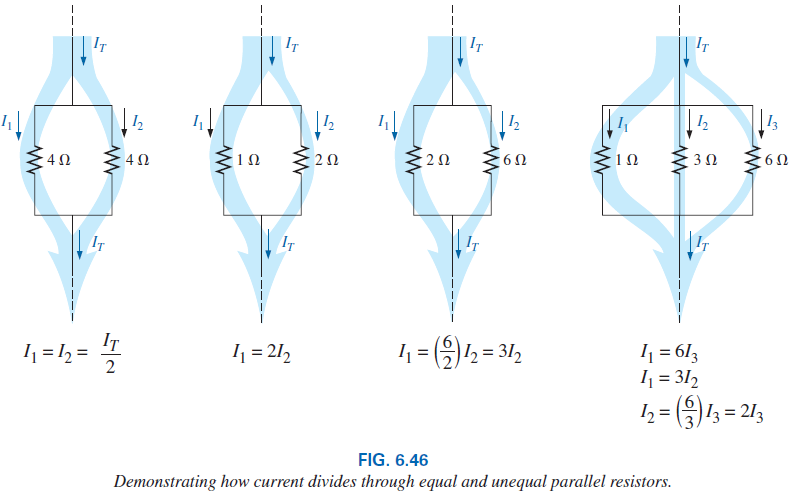 I_T I_T I_T I_T
I_1 I_2 I_1 I_2 I_1 I_2 I_1 I_2 I_3
4 Ω 4 Ω 1 Ω 2 Ω 2 Ω 6 Ω 1 Ω 3 Ω 6 Ω
I_T I_T I_T I_T
I_1 = I_2 = I_T/2
I_1 = 2I_2
I_1 = (6/2) I_2 = 3I_2
I_1 = 6I_3
I_1 = 3I_2
I_2 = (6/3) I_3 = 2I_3
FIG. 6.46
Demonstrating how current divides through equal and unequal parallel resistors.